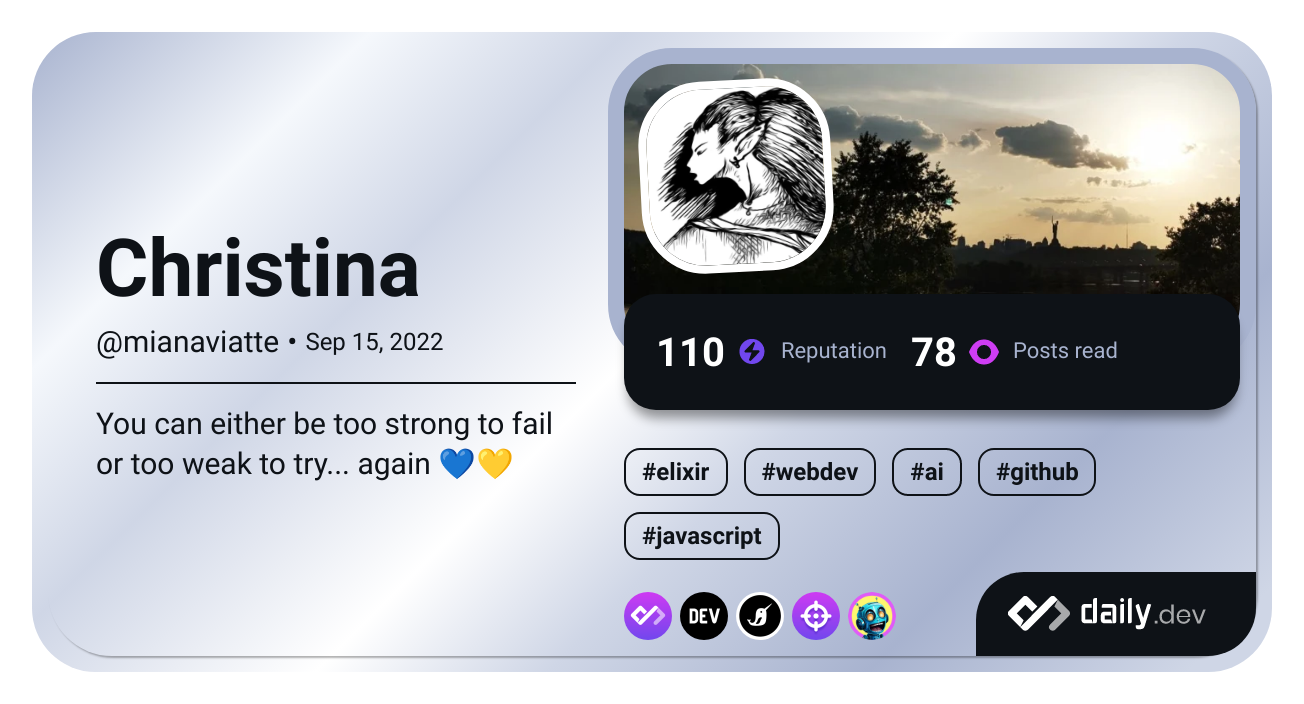 Christina
@mianaviatte • Sep 15, 2022
You can either be too strong to fail
or too weak to try... again 💙💛
110 Reputation 78 Posts read
#elixir #webdev #ai #github
#javascript
DEV
daily.dev